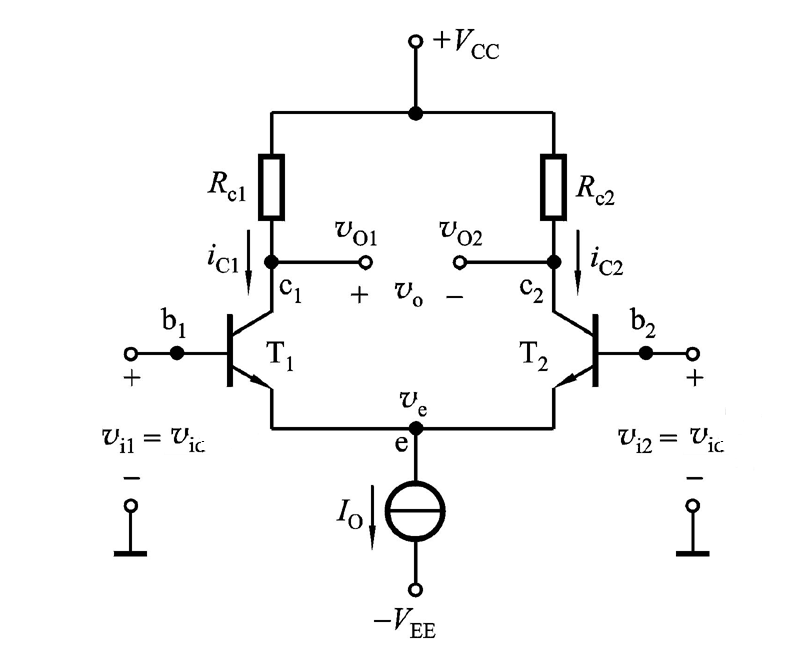 +V_CC
R_c1
R_c2
v_O1
v_O2
i_C1
i_C2
c_1
+ v_o −
c_2
b_1
b_2
T_1
T_2
+
+
v_e
e
v_i1 = v_ic
v_i2 = v_ic
−
−
I_O
−V_EE